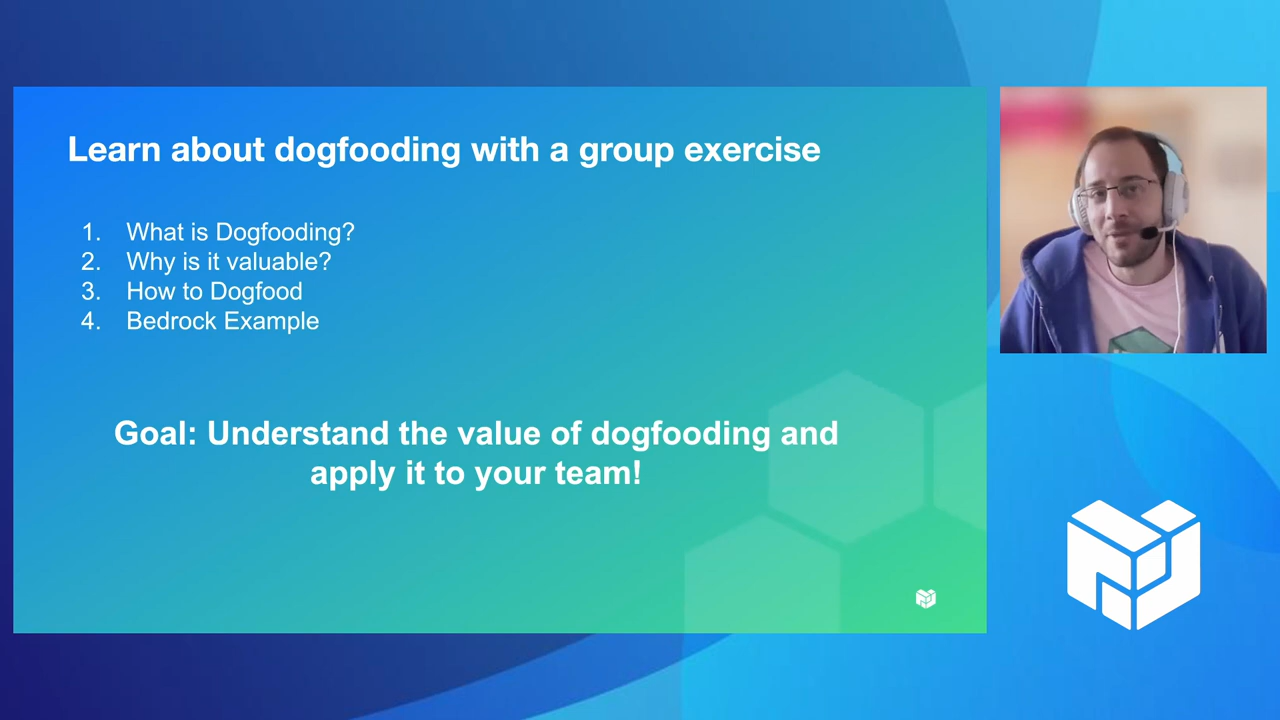 Learn about dogfooding with a group exercise
1. What is Dogfooding?
2. Why is it valuable?
3. How to Dogfood
4. Bedrock Example
Goal: Understand the value of dogfooding and
apply it to your team!